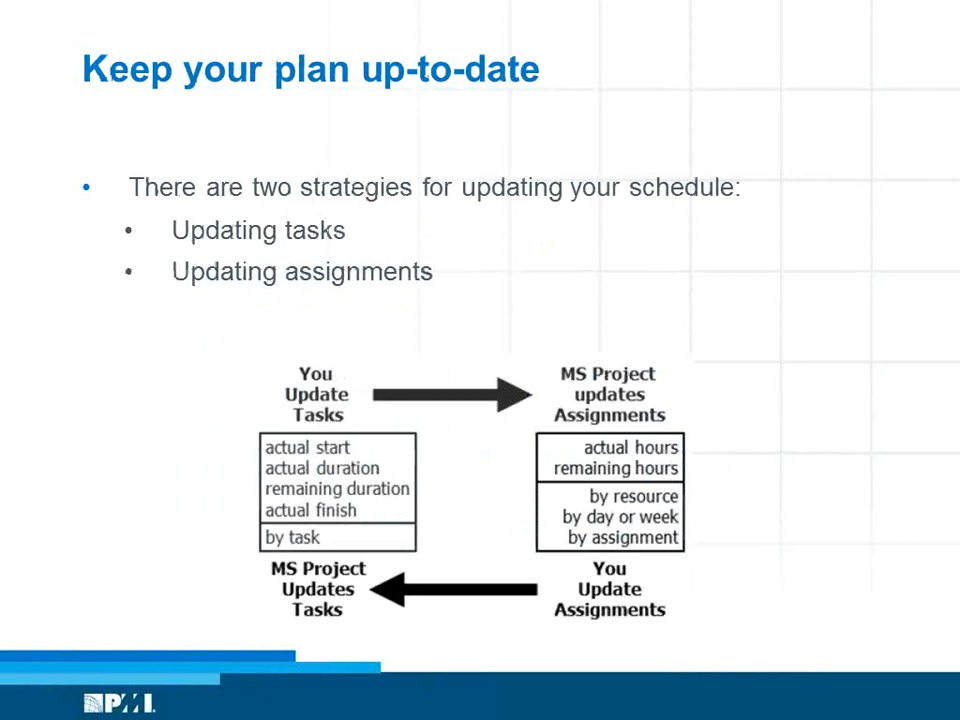 Keep your plan up-to-date
• There are two strategies for updating your schedule:
• Updating tasks
• Updating assignments
You
Update
Tasks
MS Project
updates
Assignments
actual start
actual duration
remaining duration
actual finish
by task
actual hours
remaining hours
by resource
by day or week
by assignment
MS Project
Updates
Tasks
You
Update
Assignments
PMI